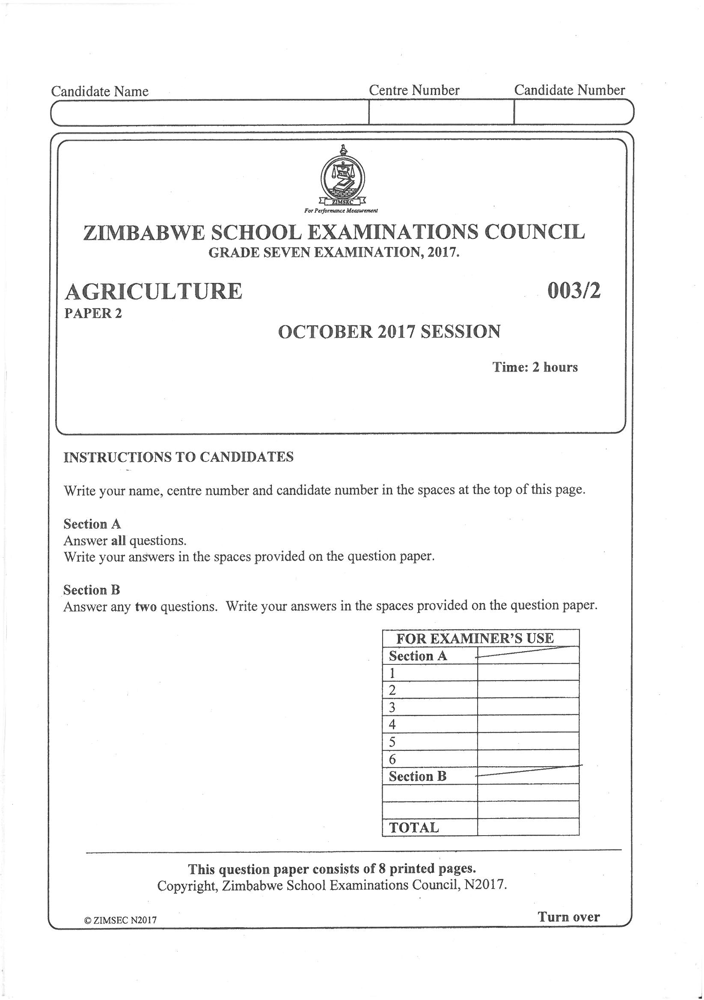 Candidate Name Centre Number Candidate Number
ZIMSEC
For Performance Measurement
ZIMBABWE SCHOOL EXAMINATIONS COUNCIL
GRADE SEVEN EXAMINATION, 2017.
AGRICULTURE 003/2
PAPER 2
OCTOBER 2017 SESSION
Time: 2 hours
INSTRUCTIONS TO CANDIDATES
Write your name, centre number and candidate number in the spaces at the top of this page.
Section A
Answer all questions.
Write your answers in the spaces provided on the question paper.
Section B
Answer any two questions. Write your answers in the spaces provided on the question paper.
FOR EXAMINER'S USE
Section A
1
2
3
4
5
6
Section B
TOTAL
This question paper consists of 8 printed pages.
Copyright, Zimbabwe School Examinations Council, N2017.
© ZIMSEC N2017 Turn over